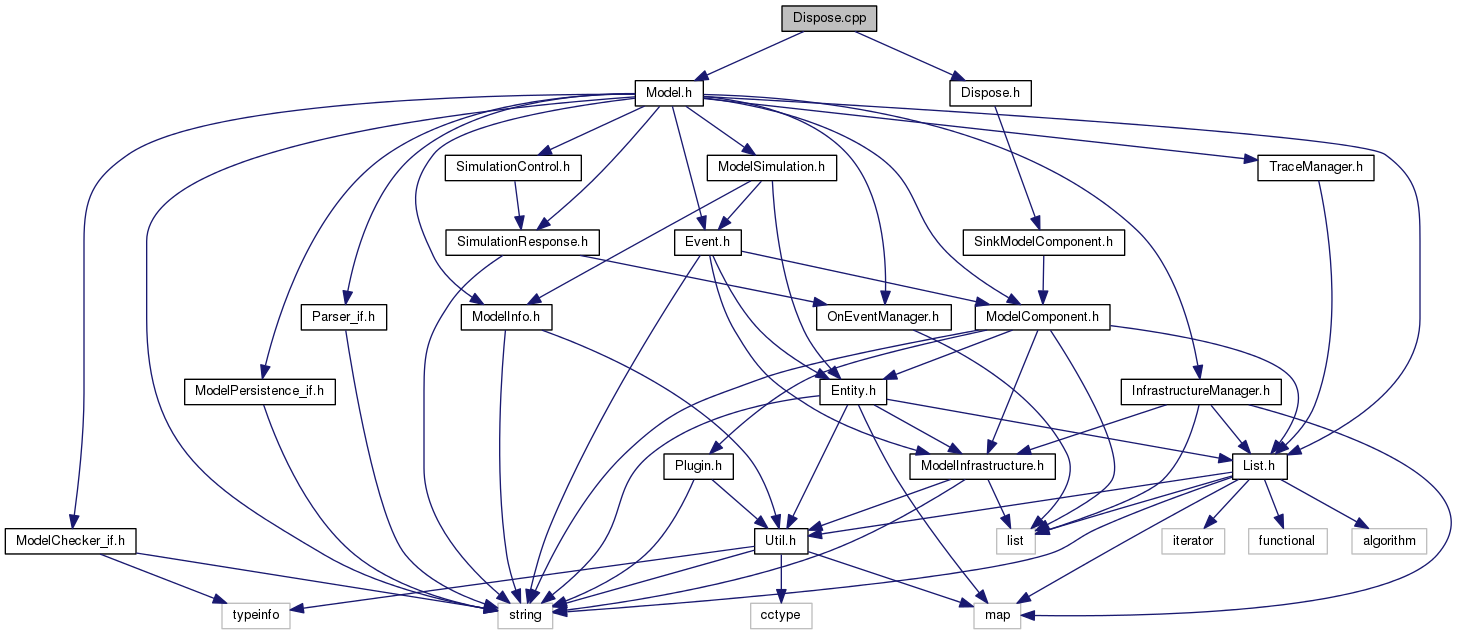 Dispose.cpp
Model.h
Dispose.h
SimulationControl.h
ModelSimulation.h
TraceManager.h
SimulationResponse.h
Event.h
SinkModelComponent.h
Parser_if.h
ModelInfo.h
OnEventManager.h
ModelComponent.h
ModelPersistence_if.h
Entity.h
InfrastructureManager.h
Plugin.h
ModelInfrastructure.h
List.h
ModelChecker_if.h
Util.h
list
iterator
functional
algorithm
typeinfo
string
cctype
map